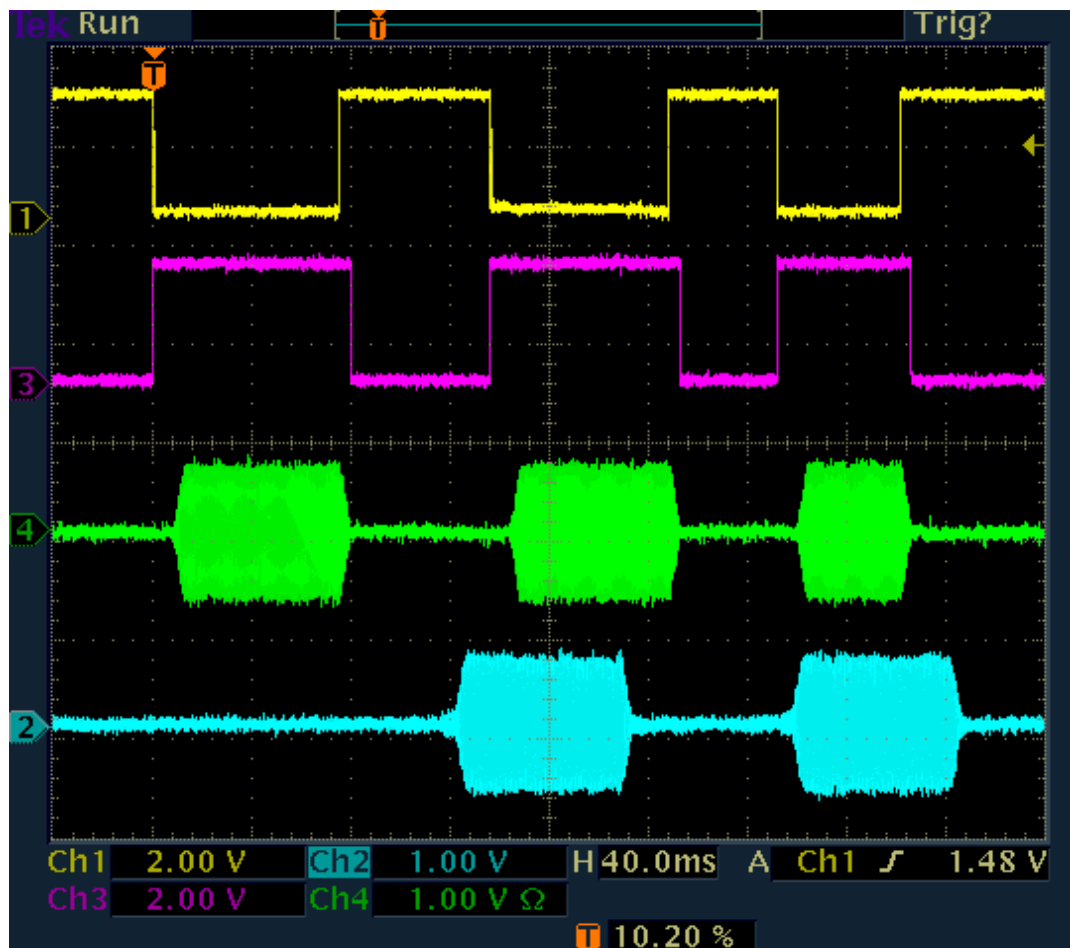 Tek Run Trig?
T
T
1
3
4
2
Ch1 2.00 V Ch2 1.00 V H 40.0ms A Ch1 ʃ 1.48 V
Ch3 2.00 V Ch4 1.00 V Ω
T 10.20 %